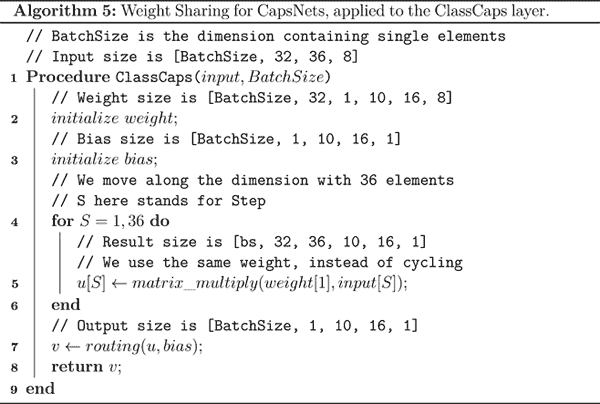 Algorithm 5: Weight Sharing for CapsNets, applied to the ClassCaps layer.
// BatchSize is the dimension containing single elements
// Input size is [BatchSize, 32, 36, 8]
1 Procedure ClassCaps(input, BatchSize)
// Weight size is [BatchSize, 32, 1, 10, 16, 8]
2 initialize weight;
// Bias size is [BatchSize, 1, 10, 16, 1]
3 initialize bias;
// We move along the dimension with 36 elements
// S here stands for Step
4 for S = 1, 36 do
// Result size is [bs, 32, 36, 10, 16, 1]
// We use the same weight, instead of cycling
5 u[S] ← matrix_multiply(weight[1], input[S]);
6 end
// Output size is [BatchSize, 1, 10, 16, 1]
7 v ← routing(u, bias);
8 return v;
9 end